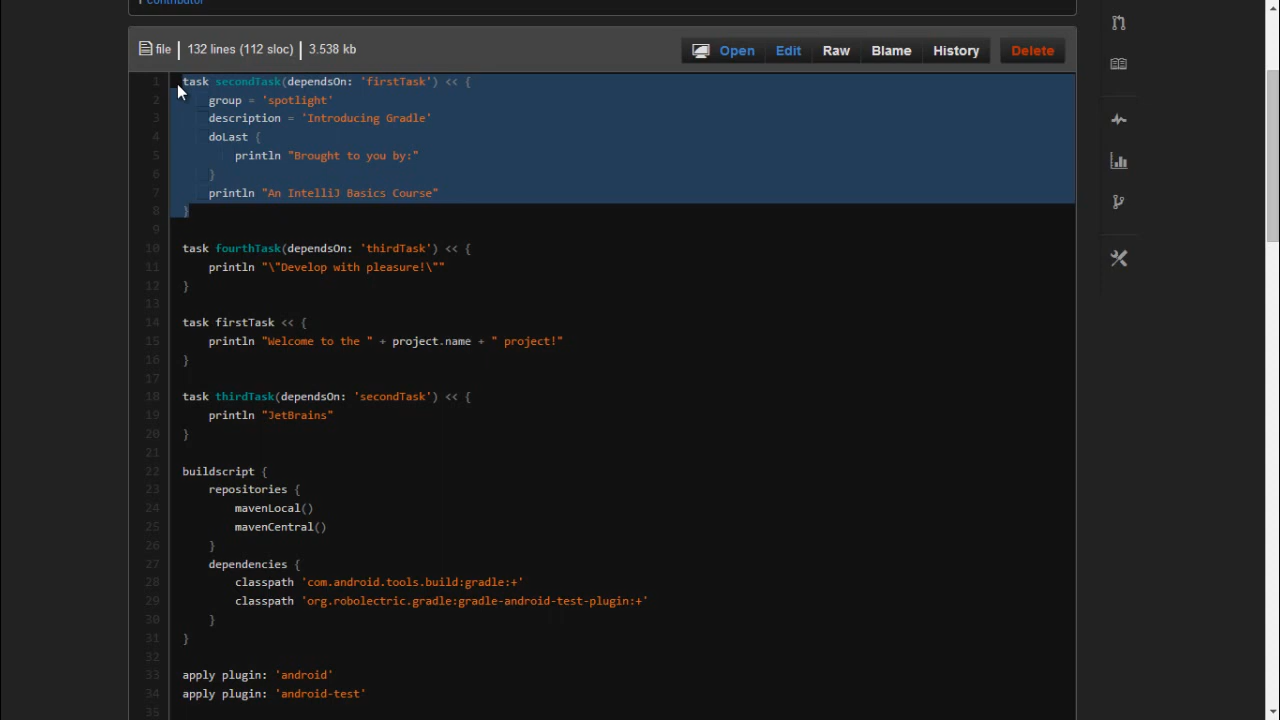 1 contributor
file | 132 lines (112 sloc) | 3.538 kb Open Edit Raw Blame History Delete
1 task secondTask(dependsOn: 'firstTask') << {
2 group = 'spotlight'
3 description = 'Introducing Gradle'
4 doLast {
5 println "Brought to you by:"
6 }
7 println "An IntelliJ Basics Course"
8 }
9
10 task fourthTask(dependsOn: 'thirdTask') << {
11 println "\"Develop with pleasure!\""
12 }
13
14 task firstTask << {
15 println "Welcome to the " + project.name + " project!"
16 }
17
18 task thirdTask(dependsOn: 'secondTask') << {
19 println "JetBrains"
20 }
21
22 buildscript {
23 repositories {
24 mavenLocal()
25 mavenCentral()
26 }
27 dependencies {
28 classpath 'com.android.tools.build:gradle:+'
29 classpath 'org.robolectric.gradle:gradle-android-test-plugin:+'
30 }
31 }
32
33 apply plugin: 'android'
34 apply plugin: 'android-test'
35